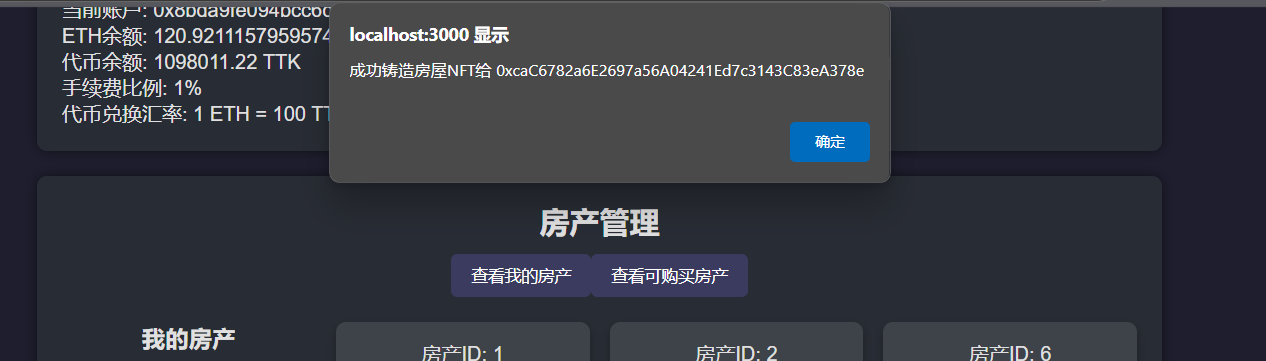 当前账户: 0x8bda9fe094bcc6d
ETH余额: 120.9211157959574
代币余额: 1098011.22 TTK
手续费比例: 1%
代币兑换汇率: 1 ETH = 100 TT
localhost:3000 显示
成功铸造房屋NFT给 0xcaC6782a6E2697a56A04241Ed7c3143C83eA378e
确定
房产管理
查看我的房产
查看可购买房产
我的房产
房产ID: 1
房产ID: 2
房产ID: 6